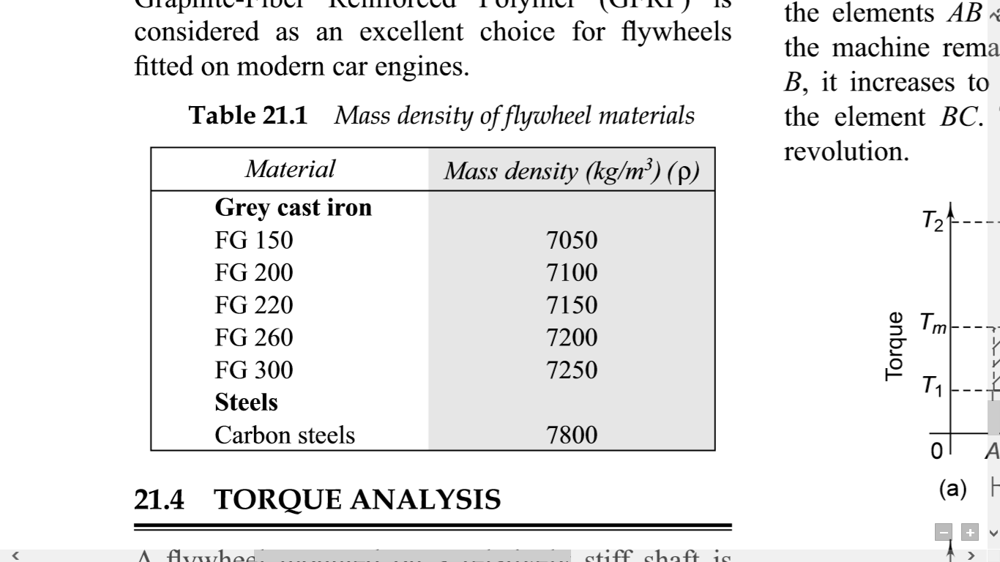 Graphite-Fiber Reinforced Polymer (GFRP) is
considered as an excellent choice for flywheels
fitted on modern car engines.
Table 21.1 Mass density of flywheel materials
Material Mass density (kg/m³) (ρ)
Grey cast iron
FG 150 7050
FG 200 7100
FG 220 7150
FG 260 7200
FG 300 7250
Steels
Carbon steels 7800
21.4 TORQUE ANALYSIS
A flywheel stiff shaft is
the elements AB
the machine
B, it increases to
the element BC.
revolution.
T₂
Tm
T₁
Torque
0 A
(a)